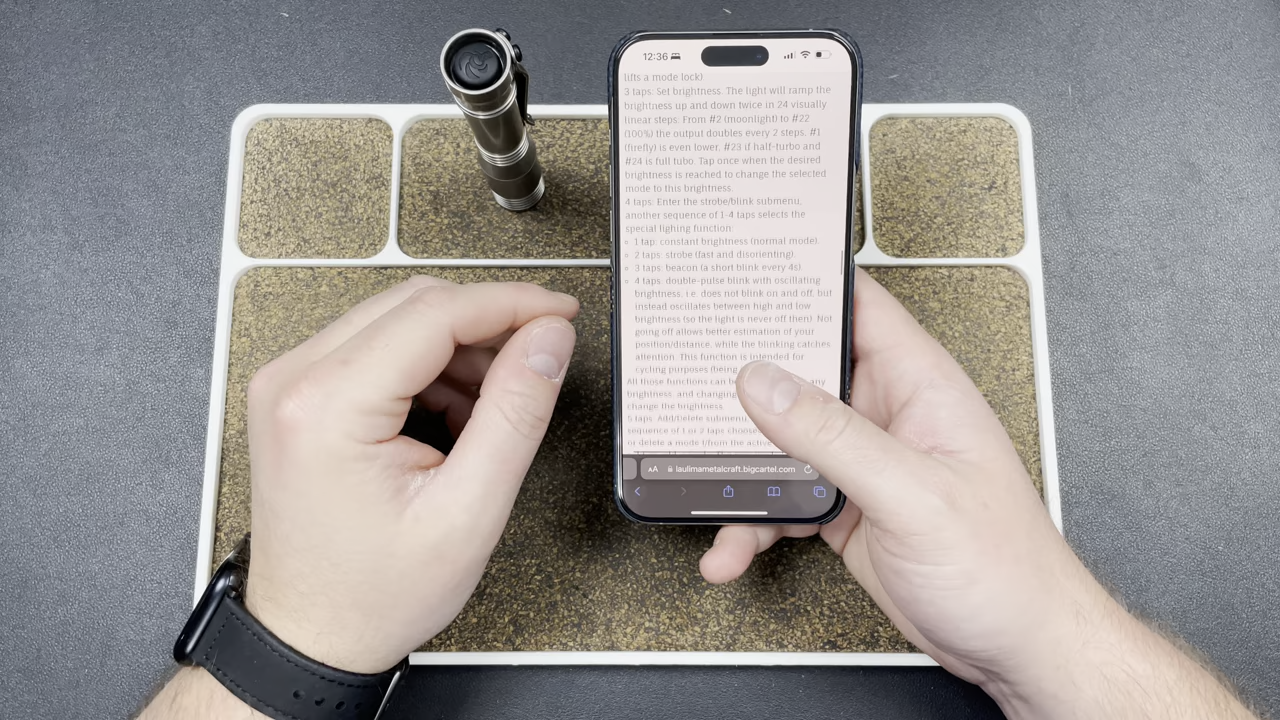 12:36
lifts a mode lock)
3 taps: Set brightness. The light will ramp the
brightness up and down twice in 24 visually
linear steps: From #2 (moonlight) to #22
(100%) the output doubles every 2 steps. #1
(firefly) is even lower, #23 if half-turbo and
#24 is full tubo. Tap once when the desired
brightness is reached to change the selected
mode to this brightness.
4 taps: Enter the strobe/blink submenu,
another sequence of 1-4 taps selects the
special lighing function:
1 tap: constant brightness (normal mode).
2 taps: strobe (fast and disorienting).
3 taps: beacon (a short blink every 4s).
4 taps: double-pulse blink with oscillating
brightness. i.e. does not blink on and off, but
instead oscillates between high and low
brightness (so the light is never off then). Not
going off allows better estimation of your
position/distance, while the blinking catches
attention. This function is intended for
cycling purposes (being
All those functions can be any
brightness, and changing
change the brightness.
5 taps: Add/Delete submenu
sequence of 1 or 2 taps chooses
or delete a mode t/from the active
AA laulimametalcraft.bigcartel.com